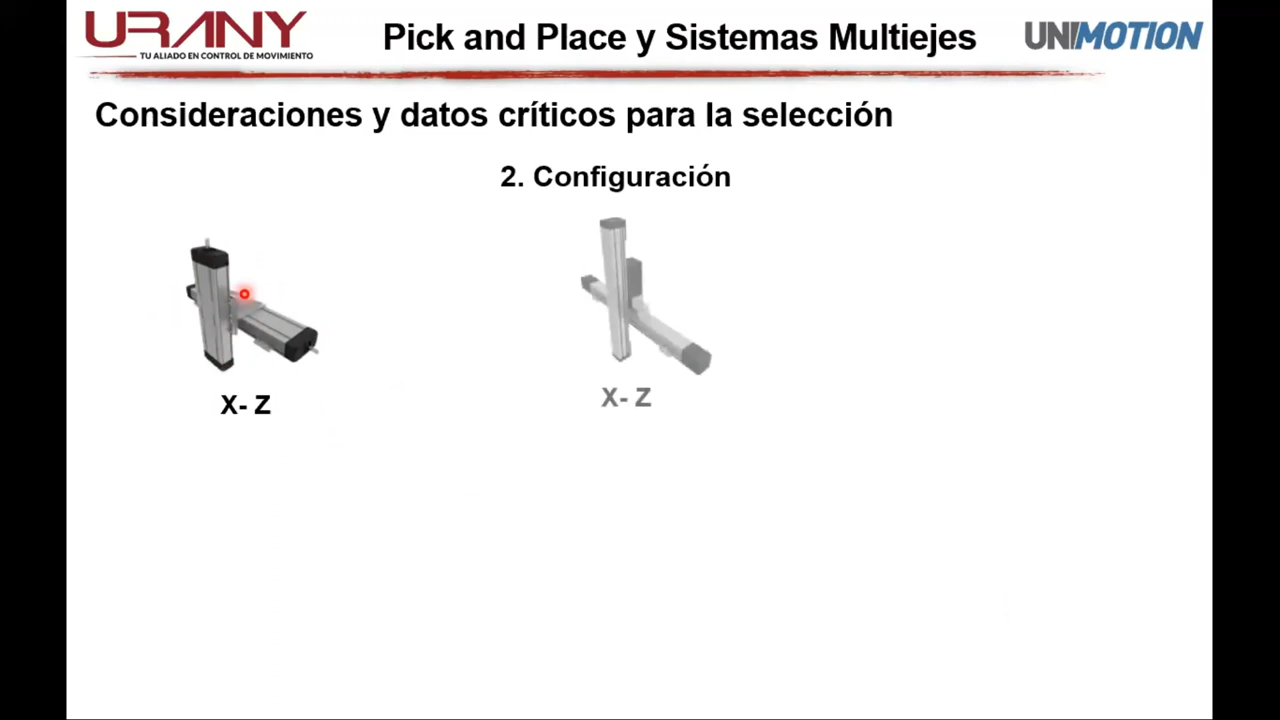 URANY
TU ALIADO EN CONTROL DE MOVIMIENTO
Pick and Place y Sistemas Multiejes
UNIMOTION
Consideraciones y datos críticos para la selección
2. Configuración
X- Z
X- Z